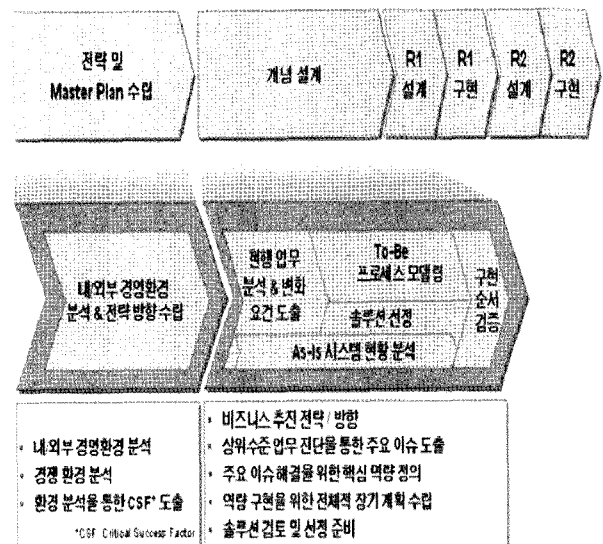 전략 및
Master Plan 수립
개념 설계
R1
설계
R1
구현
R2
설계
R2
구현
내/외부 경영환경
분석 & 전략 방향 수립
현행 업무
분석 & 변화
요건 도출
To-Be
프로세스 모델링
솔루션 선정
As-Is 시스템 현황 분석
구현
순서
검증
• 내/외부 경영환경 분석
• 경쟁 환경 분석
• 환경 분석을 통한 CSF* 도출
*CSF Critical Success Factor
• 비즈니스 추진 전략 / 방향
• 상위수준 업무 진단을 통한 주요 이슈 도출
• 주요 이슈 해결을 위한 핵심 역량 정의
• 역량 구현을 위한 전체적 장기 계획 수립
• 솔루션 검토 및 선정 준비